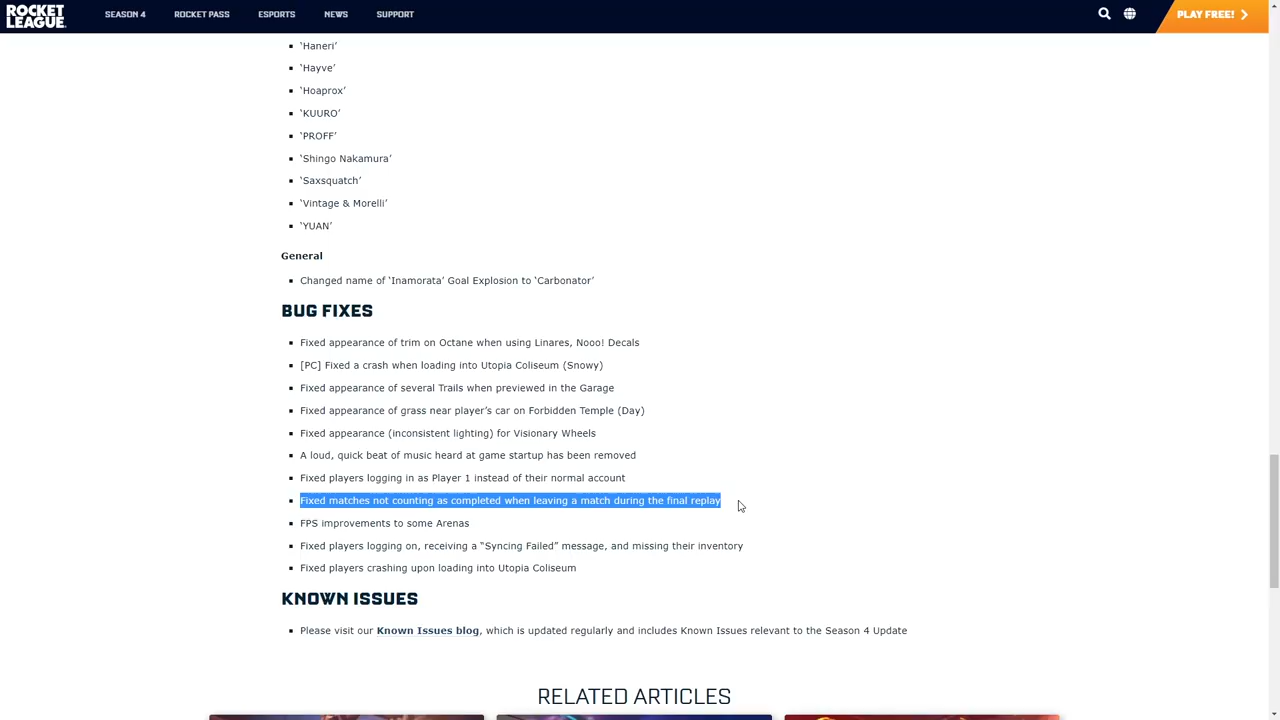 ROCKET
LEAGUE
SEASON 4
ROCKET PASS
ESPORTS
NEWS
SUPPORT
PLAY FREE!
‘Haneri’
‘Hayve’
‘Hoaprox’
‘KUURO’
‘PROFF’
‘Shingo Nakamura’
‘Saxsquatch’
‘Vintage & Morelli’
‘YUAN’
General
Changed name of ‘Inamorata’ Goal Explosion to ‘Carbonator’
BUG FIXES
Fixed appearance of trim on Octane when using Linares, Nooo! Decals
[PC] Fixed a crash when loading into Utopia Coliseum (Snowy)
Fixed appearance of several Trails when previewed in the Garage
Fixed appearance of grass near player’s car on Forbidden Temple (Day)
Fixed appearance (inconsistent lighting) for Visionary Wheels
A loud, quick beat of music heard at game startup has been removed
Fixed players logging in as Player 1 instead of their normal account
Fixed matches not counting as completed when leaving a match during the final replay
FPS improvements to some Arenas
Fixed players logging on, receiving a “Syncing Failed” message, and missing their inventory
Fixed players crashing upon loading into Utopia Coliseum
KNOWN ISSUES
Please visit our Known Issues blog, which is updated regularly and includes Known Issues relevant to the Season 4 Update
RELATED ARTICLES